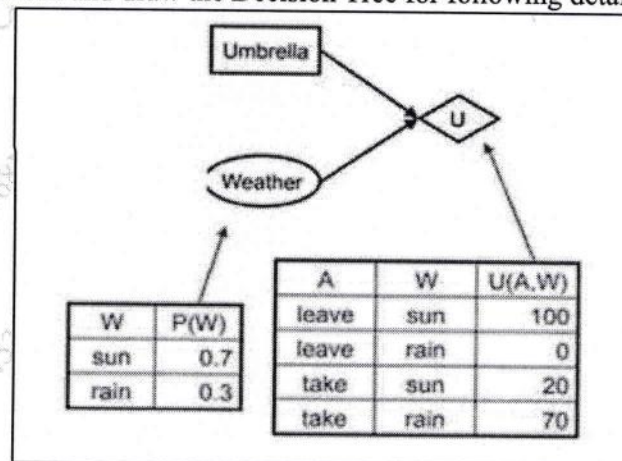 draw the Decision Tree for following
Umbrella
U
Weather
A W U(A,W)
leave sun 100
leave rain 0
take sun 20
take rain 70
W P(W)
sun 0.7
rain 0.3